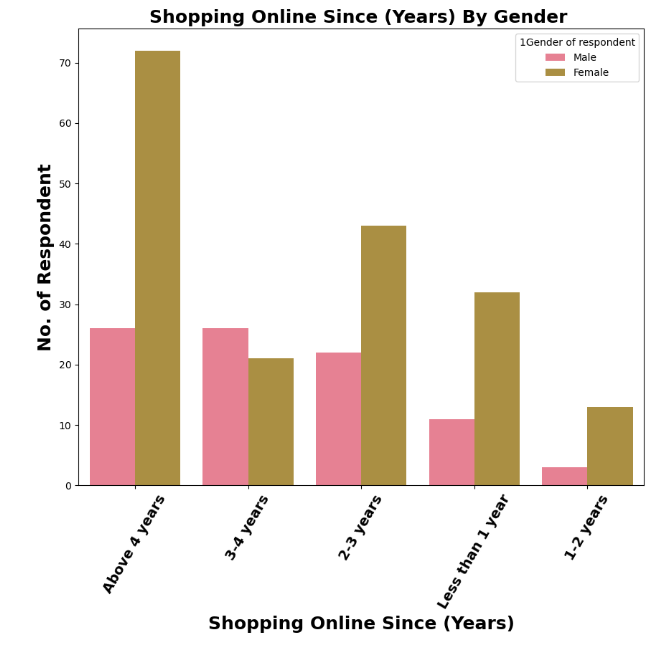 Shopping Online Since (Years) By Gender
1Gender of respondent
Male
Female
No. of Respondent
70
60
50
40
30
20
10
0
Above 4 years
3-4 years
2-3 years
Less than 1 year
1-2 years
Shopping Online Since (Years)